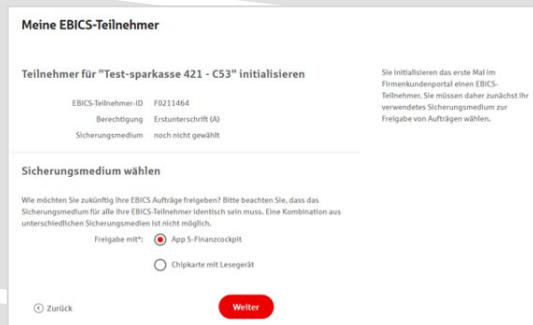 Meine EBICS-Teilnehmer
Teilnehmer für "Test-sparkasse 421 - C53" initialisieren
EBICS-Teilnehmer-ID F0211464
Berechtigung Erstunterschrift (A)
Sicherungsmedium noch nicht gewählt
Sie initialisieren das erste Mal im
Firmenkundenportal einen EBICS-
Teilnehmer. Sie müssen daher zunächst Ihr
verwendetes Sicherungsmedium zur
Freigabe von Aufträgen wählen.
Sicherungsmedium wählen
Wie möchten Sie zukünftig Ihre EBICS Aufträge freigeben? Bitte beachten Sie, dass das
Sicherungsmedium für alle Ihre EBICS-Teilnehmer identisch sein muss. Eine Kombination aus
unterschiedlichen Sicherungsmedien ist nicht möglich.
Freigabe mit*: App S-Finanzcockpit
Chipkarte mit Lesegerät
Zurück
Weiter